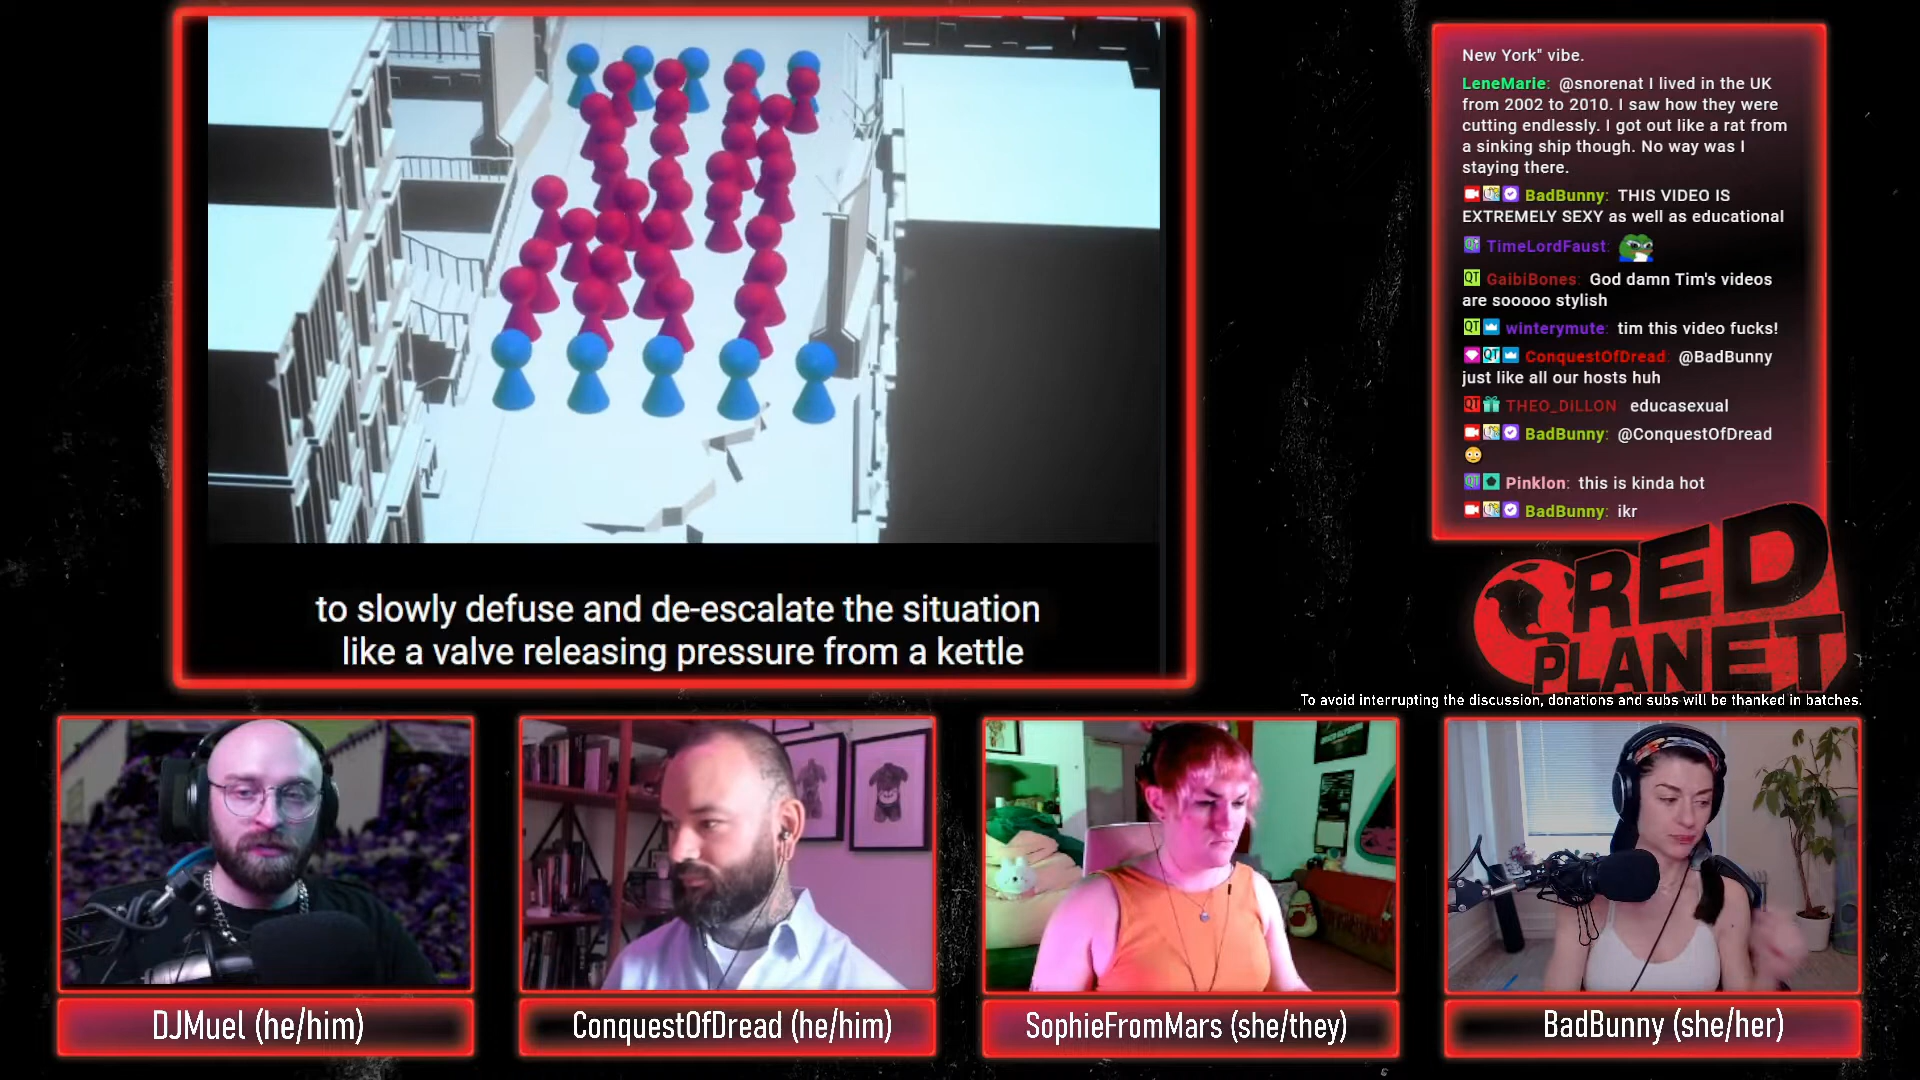 New York" vibe.
LeneMarie: @snorenat I lived in the UK
from 2002 to 2010. I saw how they were
cutting endlessly. I got out like a rat from
a sinking ship though. No way was I
staying there.
BadBunny: THIS VIDEO IS
EXTREMELY SEXY as well as educational
QT TimeLordFaust:
QT GaibiBones: God damn Tim's videos
are sooooo stylish
QT winterymute: tim this video fucks!
QT ConquestOfDread: @BadBunny
just like all our hosts huh
QT THEO_DILLON educasexual
BadBunny: @ConquestOfDread
😳
QT Pinklon: this is kinda hot
BadBunny: ikr
to slowly defuse and de-escalate the situation
like a valve releasing pressure from a kettle
RED
PLANET
To avoid interrupting the discussion, donations and subs will be thanked in batches.
DJMuel (he/him)
ConquestOfDread (he/him)
SophieFromMars (she/they)
BadBunny (she/her)